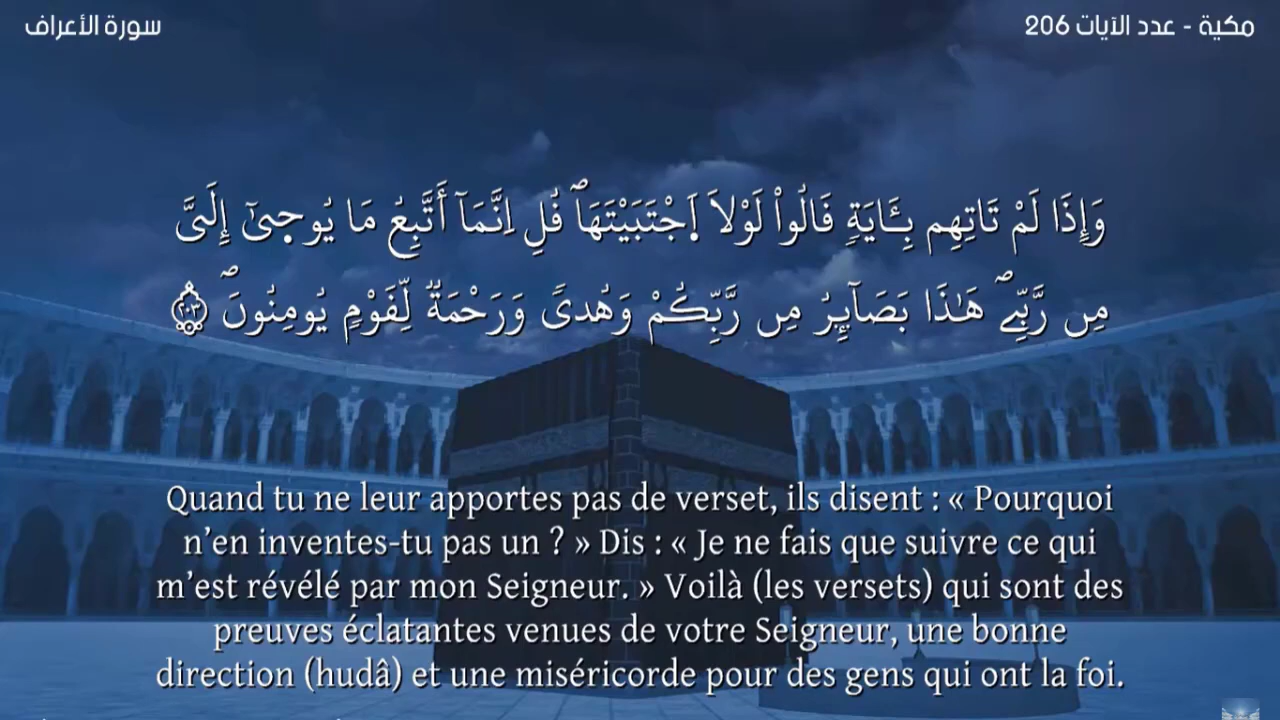 سورة الأعراف
مكية - عدد الآيات 206
وَإِذَا لَمْ تَاتِهِم بِـَٔايَةٖ قَالُواْ لَوْلَا اَ۪جْتَبَيْتَهَاۖ قُلِ اِنَّمَآ أَتَّبِعُ مَا يُوح۪يٰٓ إِلَىَّ
مِن رَّبِّےۖ هَٰذَا بَصَآئِرُ مِن رَّبِّكُمْ وَهُدىٗ وَرَحْمَةٞ لِّقَوْمٖ يُومِنُونَۖ ٢٠٣
Quand tu ne leur apportes pas de verset, ils disent : « Pourquoi
n’en inventes-tu pas un ? » Dis : « Je ne fais que suivre ce qui
m’est révélé par mon Seigneur. » Voilà (les versets) qui sont des
preuves éclatantes venues de votre Seigneur, une bonne
direction (hudâ) et une miséricorde pour des gens qui ont la foi.